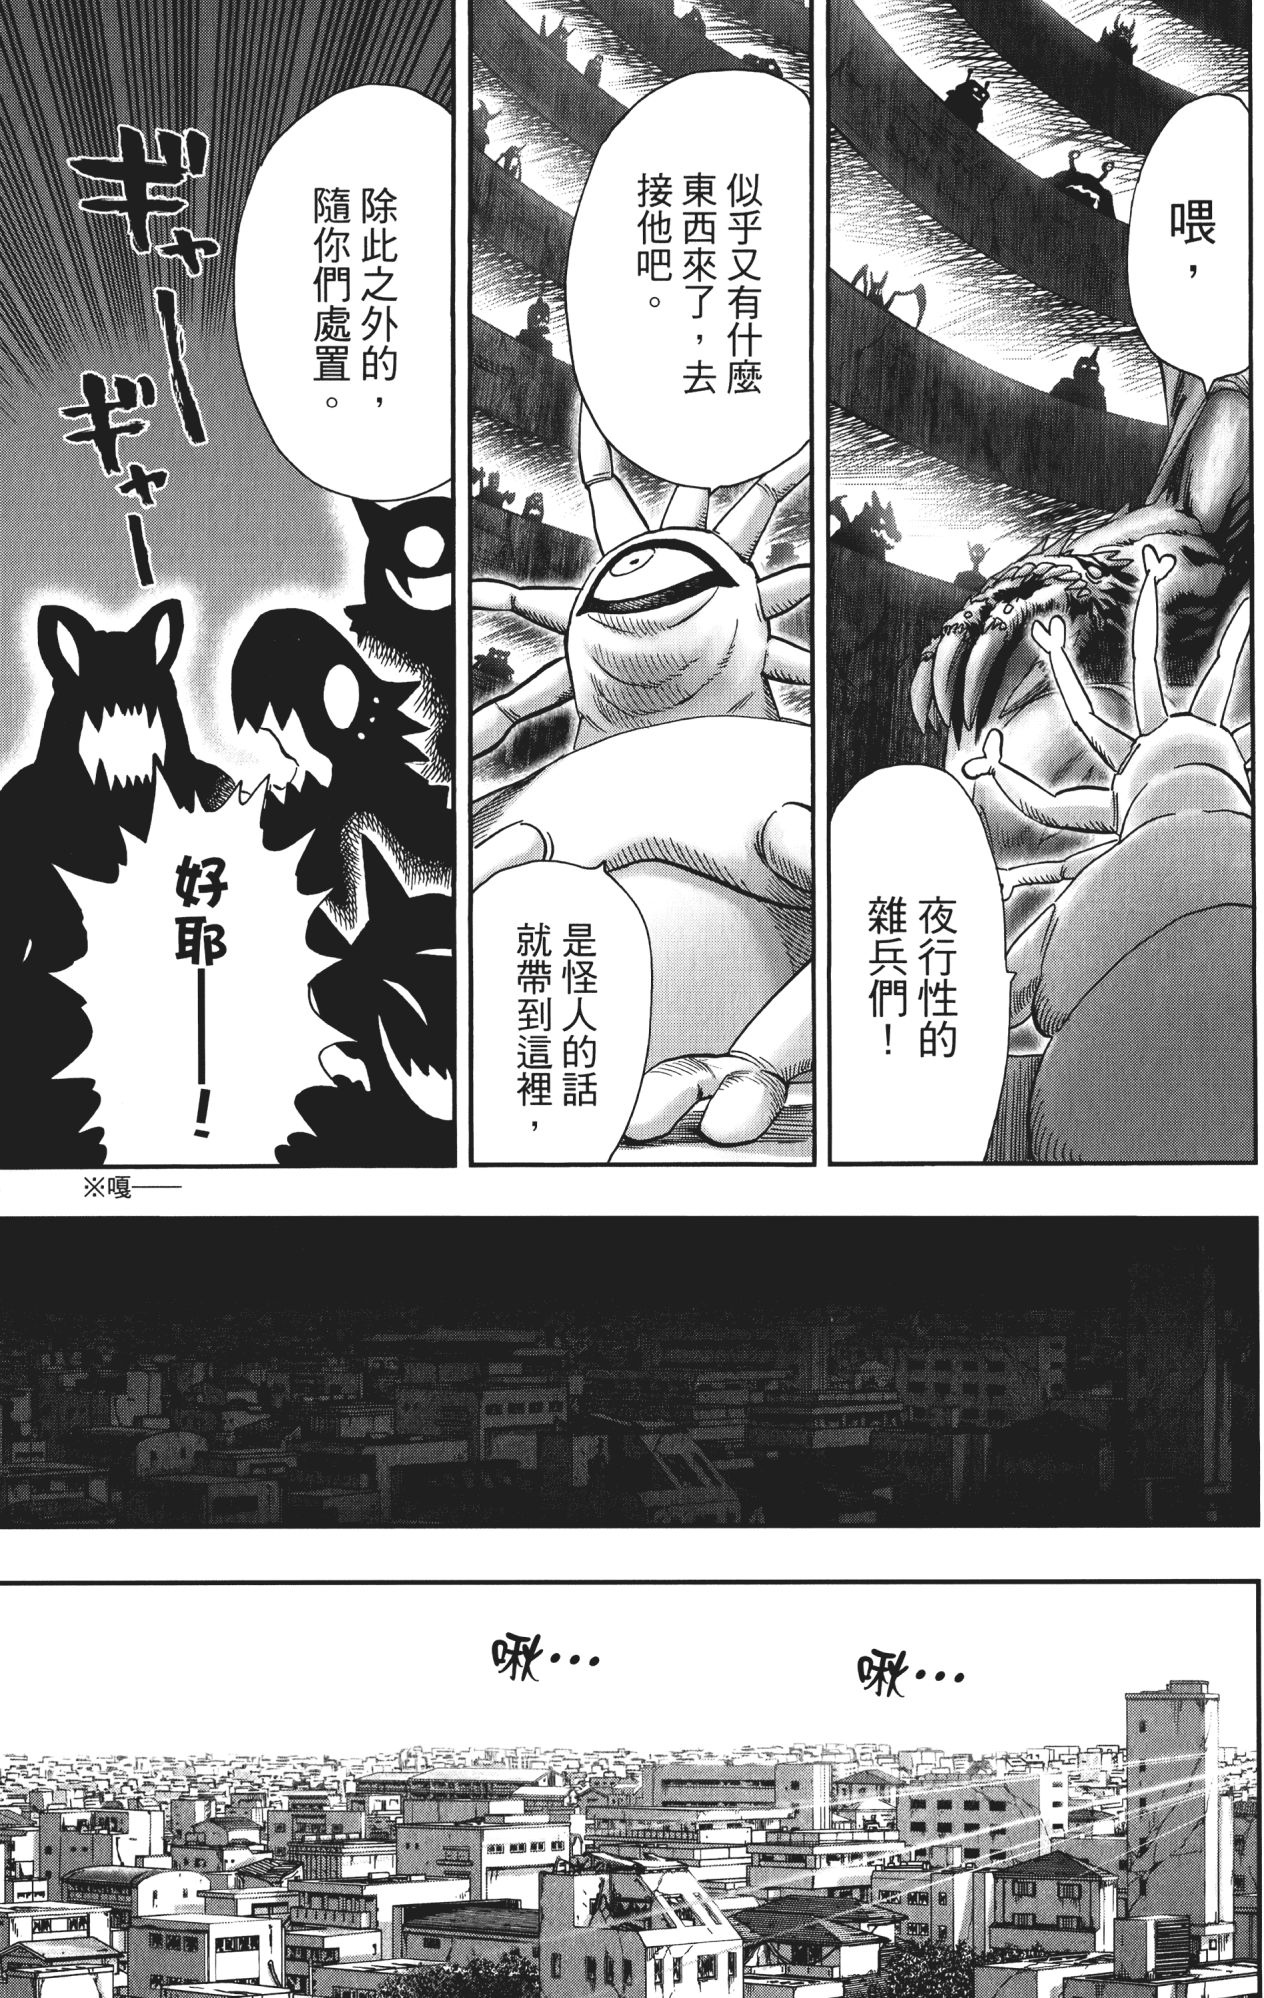 喂，
夜行性的
雜兵們！
似乎又有什麼
東西來了，去
接他吧。
是怪人的話
就帶到這裡，
除此之外的，
隨你們處置。
ギャー
ギャー
好耶——！
※嘎——
啾…
啾…